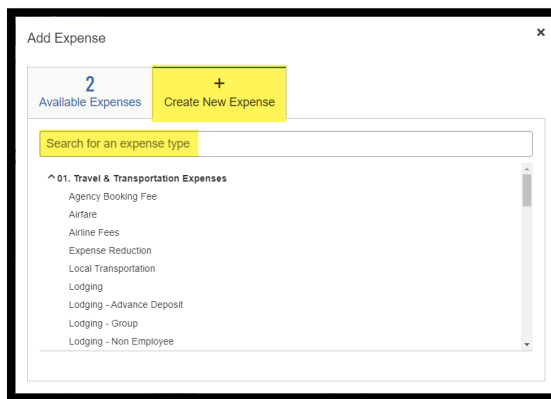 Add Expense
×
2
Available Expenses
+
Create New Expense
Search for an expense type
01. Travel & Transportation Expenses
Agency Booking Fee
Airfare
Airline Fees
Expense Reduction
Local Transportation
Lodging
Lodging - Advance Deposit
Lodging - Group
Lodging - Non Employee